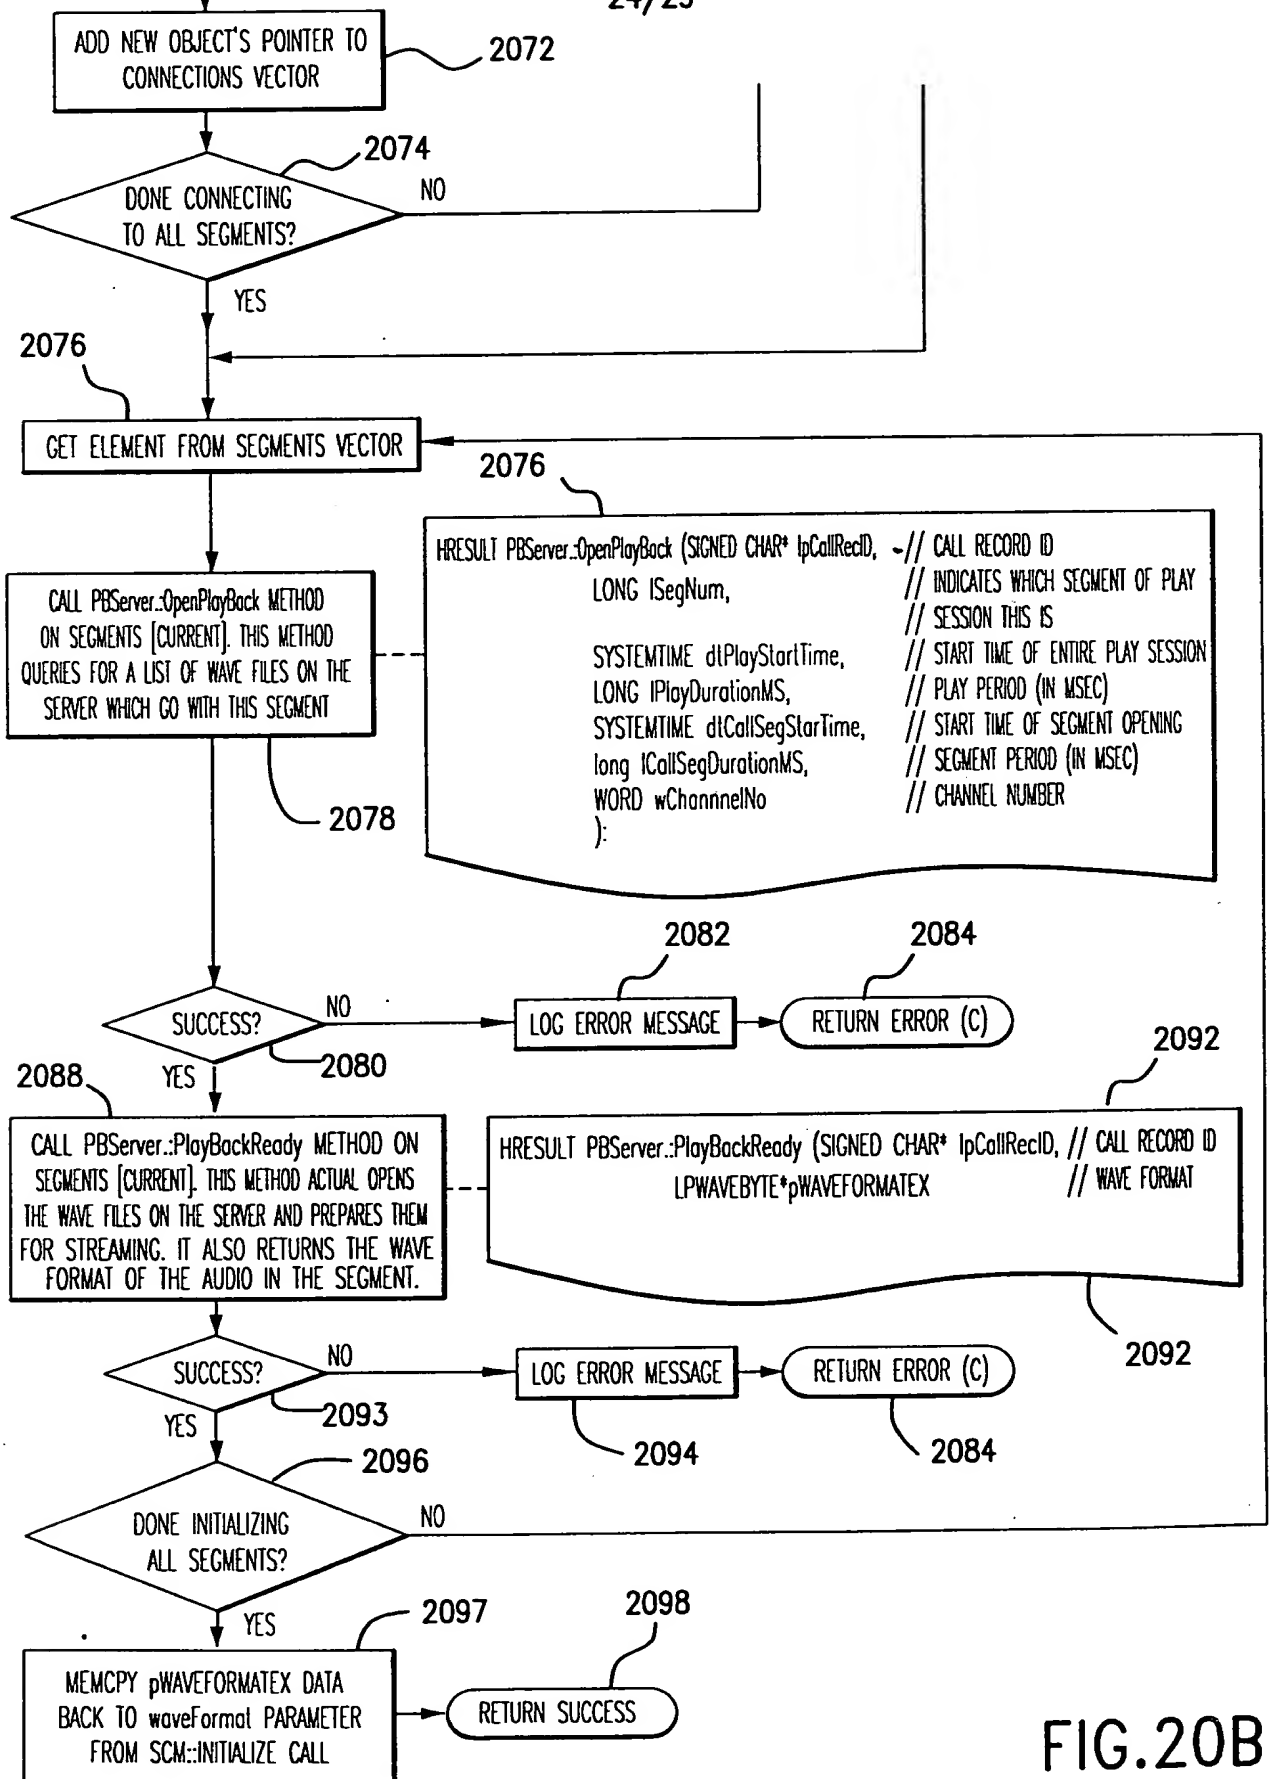 24/25
ADD NEW OBJECT'S POINTER TO
CONNECTIONS VECTOR
2072
2074
DONE CONNECTING
TO ALL SEGMENTS?
NO
YES
2076
GET ELEMENT FROM SEGMENTS VECTOR
2076
HRESULT PBServer::OpenPlayBack (SIGNED CHAR* lpCallRecID, // CALL RECORD ID
LONG lSegNum, // INDICATES WHICH SEGMENT OF PLAY
// SESSION THIS IS
SYSTEMTIME dtPlayStartTime, // START TIME OF ENTIRE PLAY SESSION
LONG lPlayDurationMS, // PLAY PERIOD (IN MSEC)
SYSTEMTIME dtCallSegStarTime, // START TIME OF SEGMENT OPENING
long lCallSegDurationMS, // SEGMENT PERIOD (IN MSEC)
WORD wChannnelNo // CHANNEL NUMBER
):
CALL PBServer::OpenPlayBack METHOD
ON SEGMENTS [CURRENT]. THIS METHOD
QUERIES FOR A LIST OF WAVE FILES ON THE
SERVER WHICH GO WITH THIS SEGMENT
2078
2082
2084
SUCCESS?
NO
LOG ERROR MESSAGE
RETURN ERROR (C)
2080
YES
2088
2092
CALL PBServer::PlayBackReady METHOD ON
SEGMENTS [CURRENT]. THIS METHOD ACTUAL OPENS
THE WAVE FILES ON THE SERVER AND PREPARES THEM
FOR STREAMING. IT ALSO RETURNS THE WAVE
FORMAT OF THE AUDIO IN THE SEGMENT.
HRESULT PBServer::PlayBackReady (SIGNED CHAR* lpCallRecID, // CALL RECORD ID
LPWAVEBYTE*pWAVEFORMATEX // WAVE FORMAT
2092
SUCCESS?
NO
LOG ERROR MESSAGE
RETURN ERROR (C)
2093
YES
2094
2084
2096
DONE INITIALIZING
ALL SEGMENTS?
NO
YES
2097
2098
MEMCPY pWAVEFORMATEX DATA
BACK TO waveFormat PARAMETER
FROM SCM::INITIALIZE CALL
RETURN SUCCESS
FIG.20B